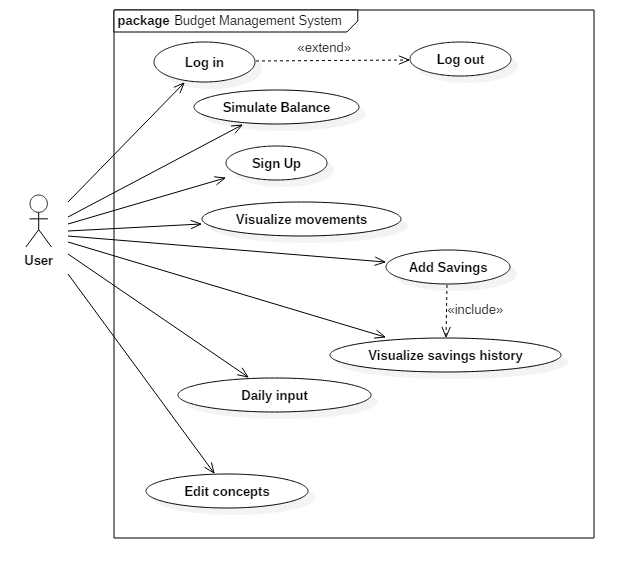 package Budget Management System
Log in
«extend»
Log out
Simulate Balance
Sign Up
Visualize movements
User
Add Savings
«include»
Visualize savings history
Daily input
Edit concepts